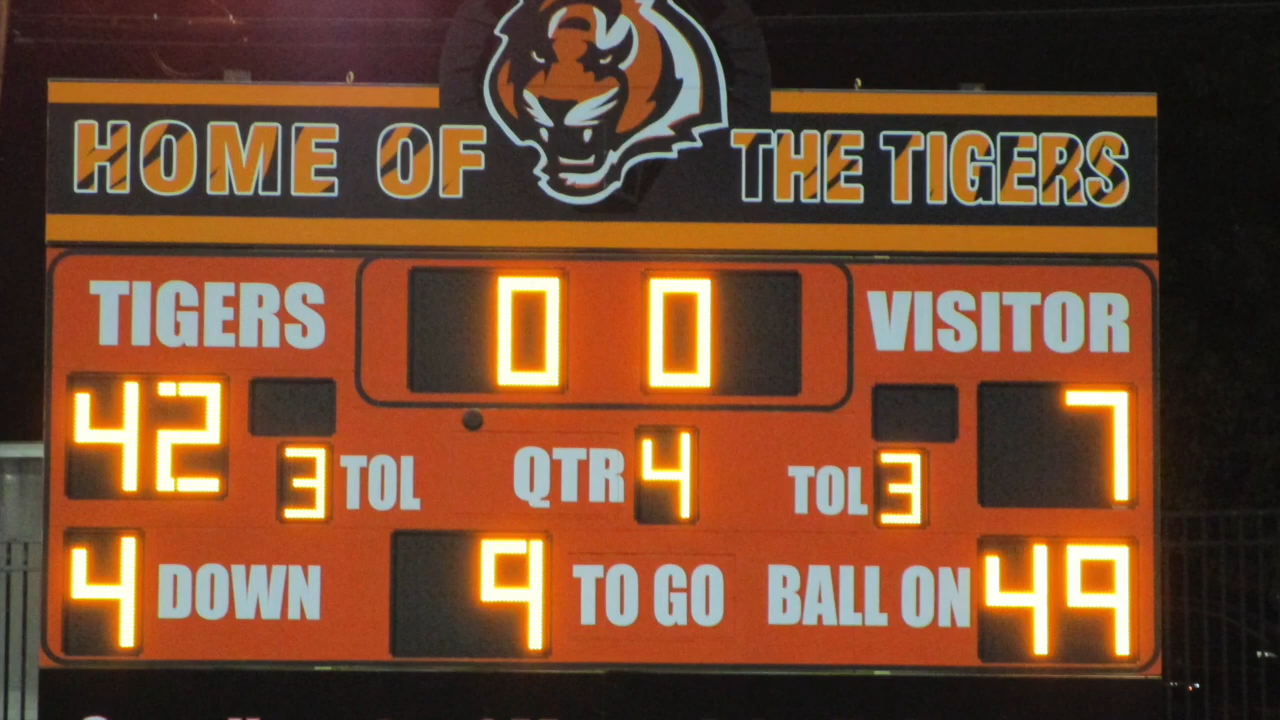 HOME OF THE TIGERS
TIGERS 0 0 VISITOR
42 7
3 TOL QTR 4 TOL 3
4 DOWN 9 TO GO BALL ON 49